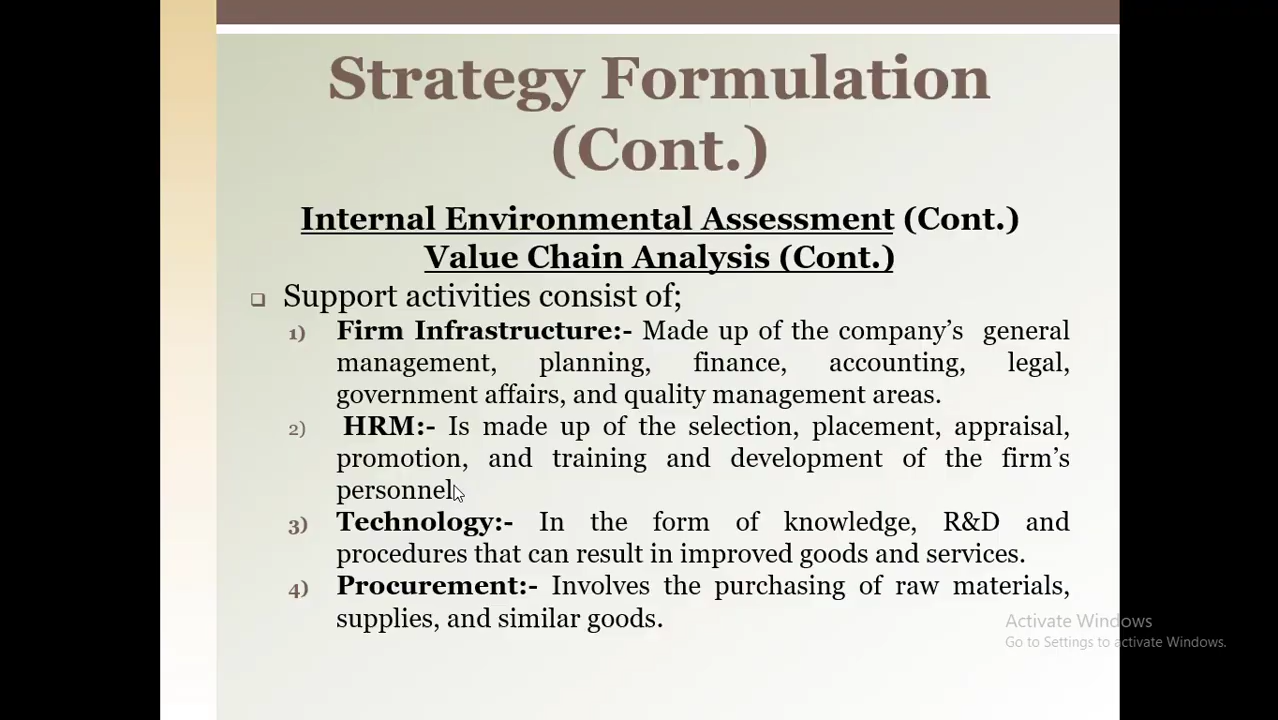 Strategy Formulation
(Cont.)
Internal Environmental Assessment (Cont.)
Value Chain Analysis (Cont.)
❑ Support activities consist of;
1) Firm Infrastructure:- Made up of the company’s general
management, planning, finance, accounting, legal,
government affairs, and quality management areas.
2) HRM:- Is made up of the selection, placement, appraisal,
promotion, and training and development of the firm’s
personnel.
3) Technology:- In the form of knowledge, R&D and
procedures that can result in improved goods and services.
4) Procurement:- Involves the purchasing of raw materials,
supplies, and similar goods.
Activate Windows
Go to Settings to activate Windows.